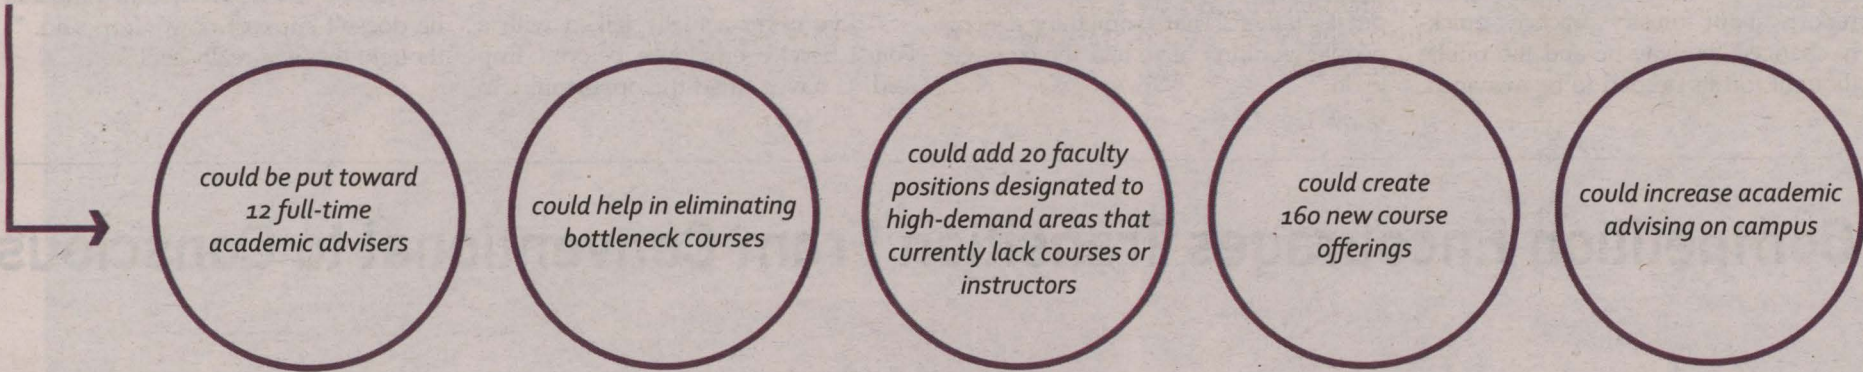 could be put toward
12 full-time
academic advisers
could help in eliminating
bottleneck courses
could add 20 faculty
positions designated to
high-demand areas that
currently lack courses or
instructors
could create
160 new course
offerings
could increase academic
advising on campus